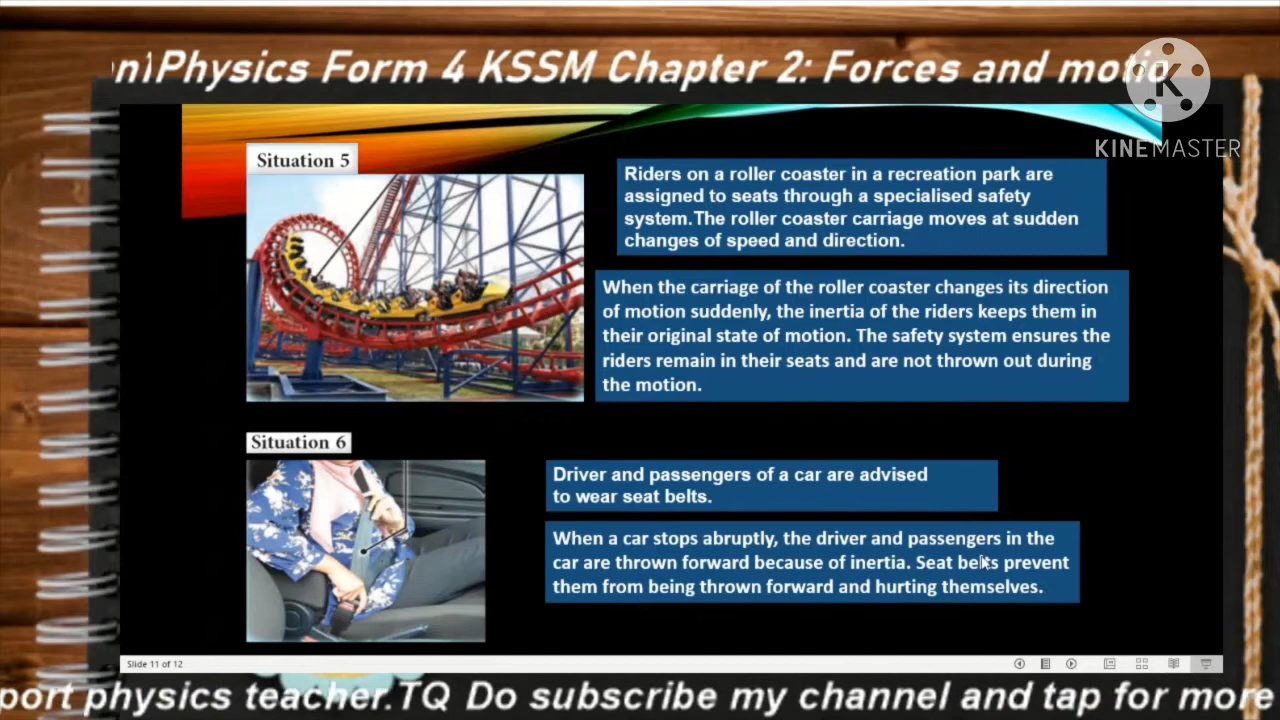 n)Physics Form 4 KSSM Chapter 2: Forces and motio
K
KINEMASTER
Situation 5
Riders on a roller coaster in a recreation park are
assigned to seats through a specialised safety
system.The roller coaster carriage moves at sudden
changes of speed and direction.
When the carriage of the roller coaster changes its direction
of motion suddenly, the inertia of the riders keeps them in
their original state of motion. The safety system ensures the
riders remain in their seats and are not thrown out during
the motion.
Situation 6
Driver and passengers of a car are advised
to wear seat belts.
When a car stops abruptly, the driver and passengers in the
car are thrown forward because of inertia. Seat belts prevent
them from being thrown forward and hurting themselves.
Slide 11 of 12
port physics teacher.TQ Do subscribe my channel and tap for more